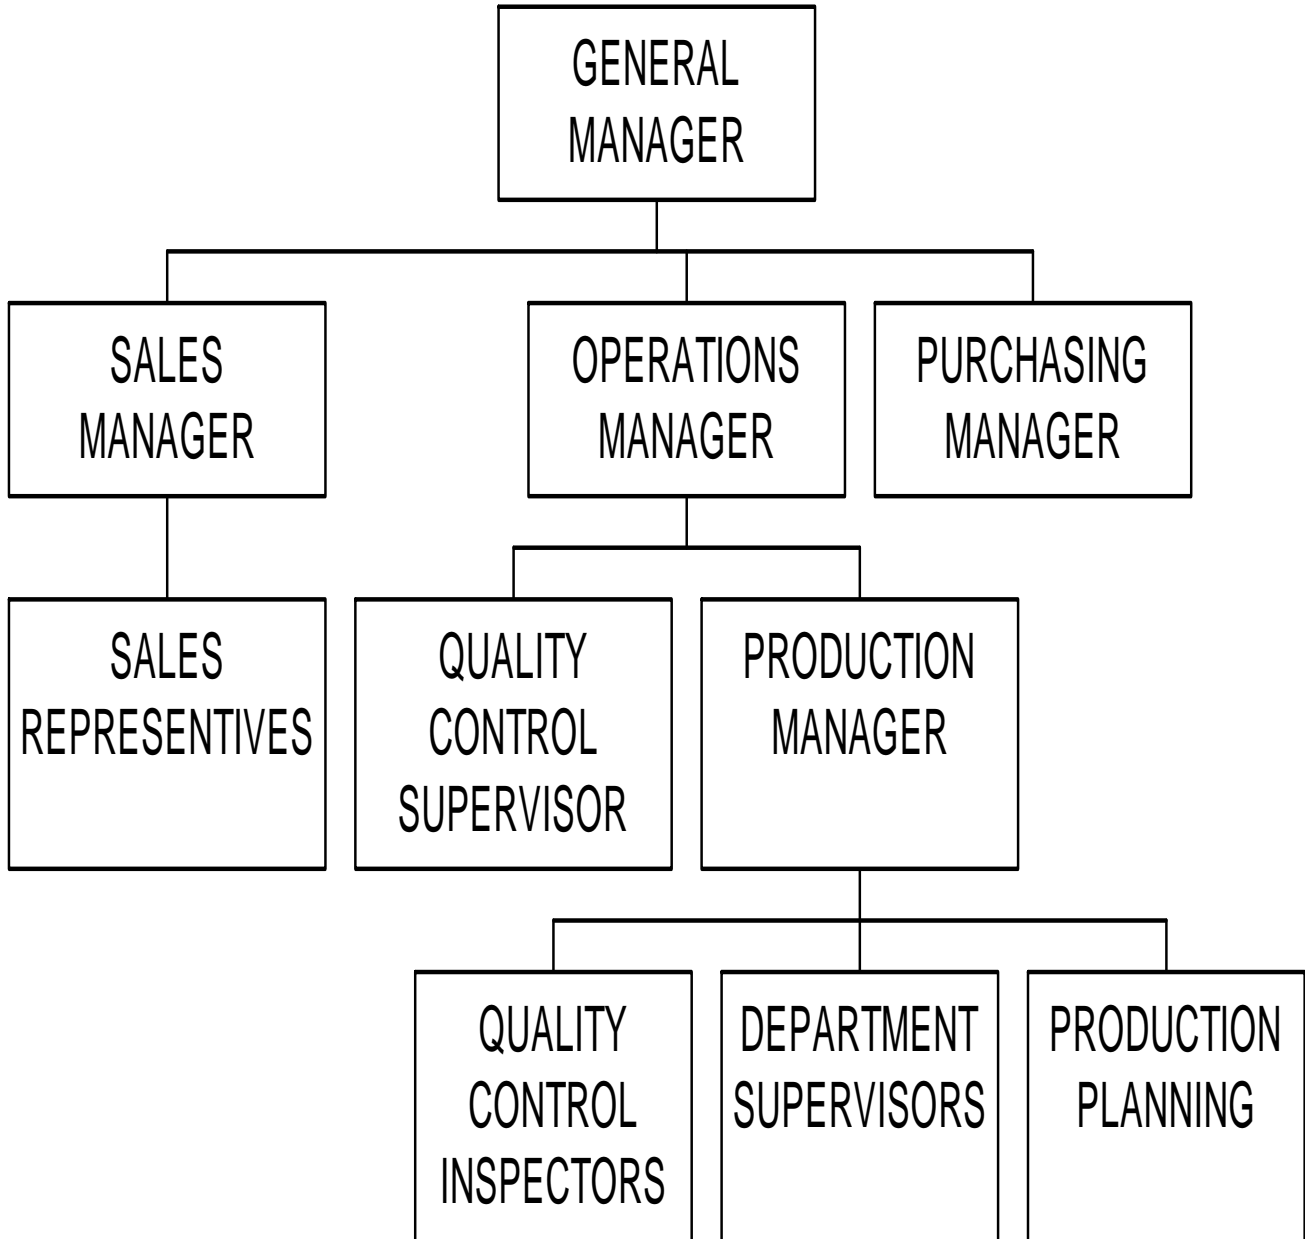 GENERAL
MANAGER
SALES
MANAGER
OPERATIONS
MANAGER
PURCHASING
MANAGER
SALES
REPRESENTIVES
QUALITY
CONTROL
SUPERVISOR
PRODUCTION
MANAGER
QUALITY
CONTROL
INSPECTORS
DEPARTMENT
SUPERVISORS
PRODUCTION
PLANNING